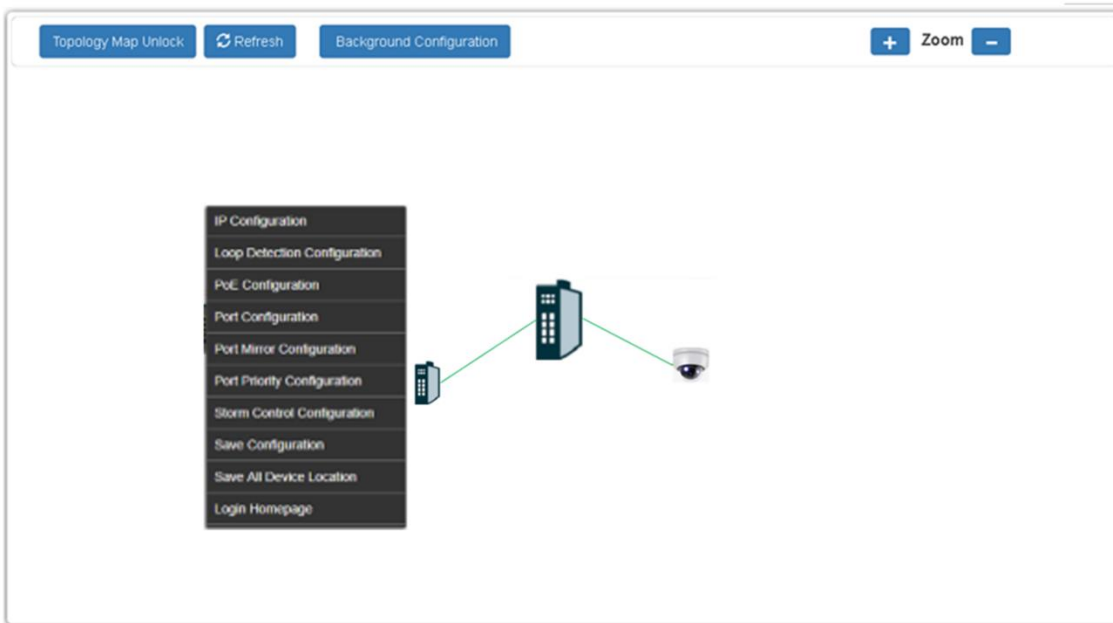 Topology Map Unlock Refresh Background Configuration + Zoom −
IP Configuration
Loop Detection Configuration
PoE Configuration
Port Configuration
Port Mirror Configuration
Port Priority Configuration
Storm Control Configuration
Save Configuration
Save All Device Location
Login Homepage